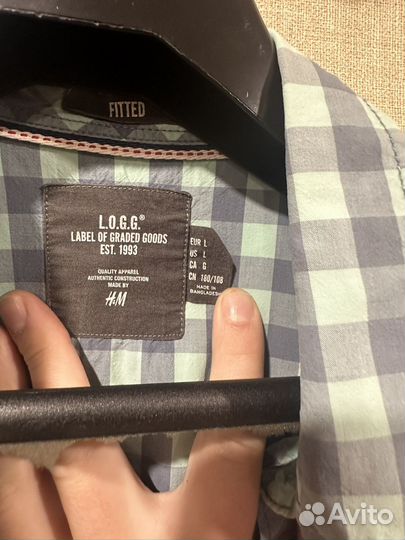 FITTED
L.O.G.G.®
LABEL OF GRADED GOODS
EST. 1993
QUALITY APPAREL
AUTHENTIC CONSTRUCTION
MADE BY
H&M
EUR L
US L
CA G
CN 180/108
MADE IN
BANGLADESH
Avito